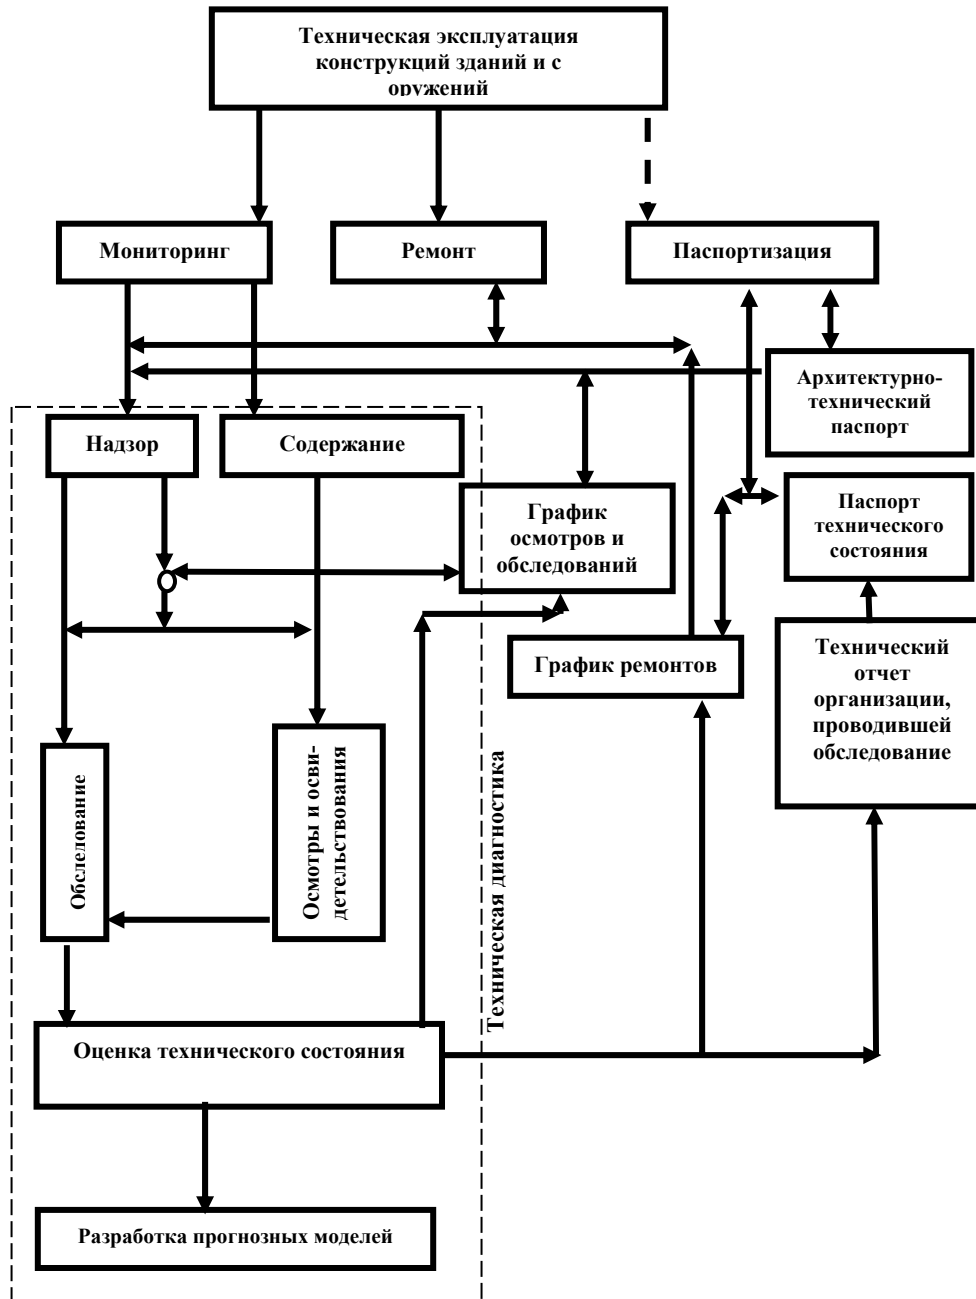 Техническая эксплуатация
конструкций зданий и с
оружений
Мониторинг
Ремонт
Паспортизация
Архитектурно-
технический
паспорт
Надзор
Содержание
График
осмотров и
обследований
Паспорт
технического
состояния
График ремонтов
Технический
отчет
организации,
проводившей
обследование
Обследование
Осмотры и осви-
детельствования
Техническая диагностика
Оценка технического состояния
Разработка прогнозных моделей